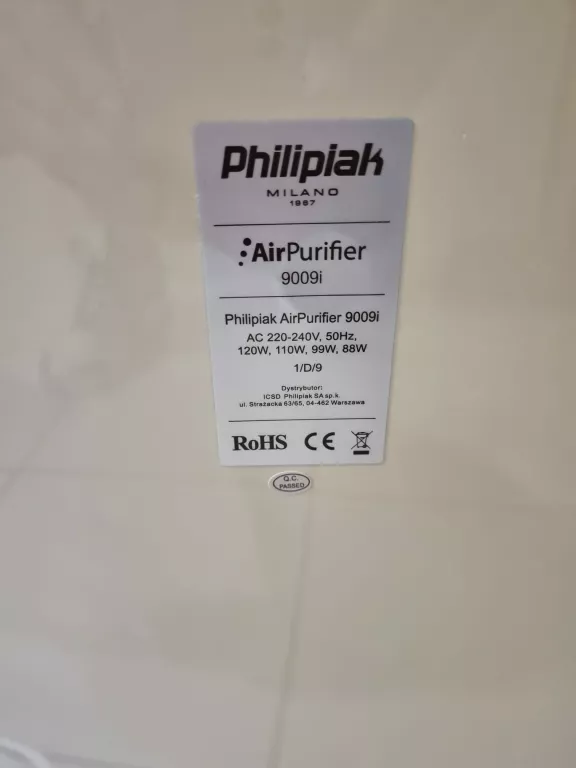 Philipiak
MILANO
1967
AirPurifier
9009i
Philipiak AirPurifier 9009i
AC 220-240V, 50Hz,
120W, 110W, 99W, 88W
1/D/9
Dystrybutor:
ICSD Philipiak SA sp.k.
ul. Strażacka 63/65, 04-462 Warszawa
RoHS CE
Q.C.
PASSED